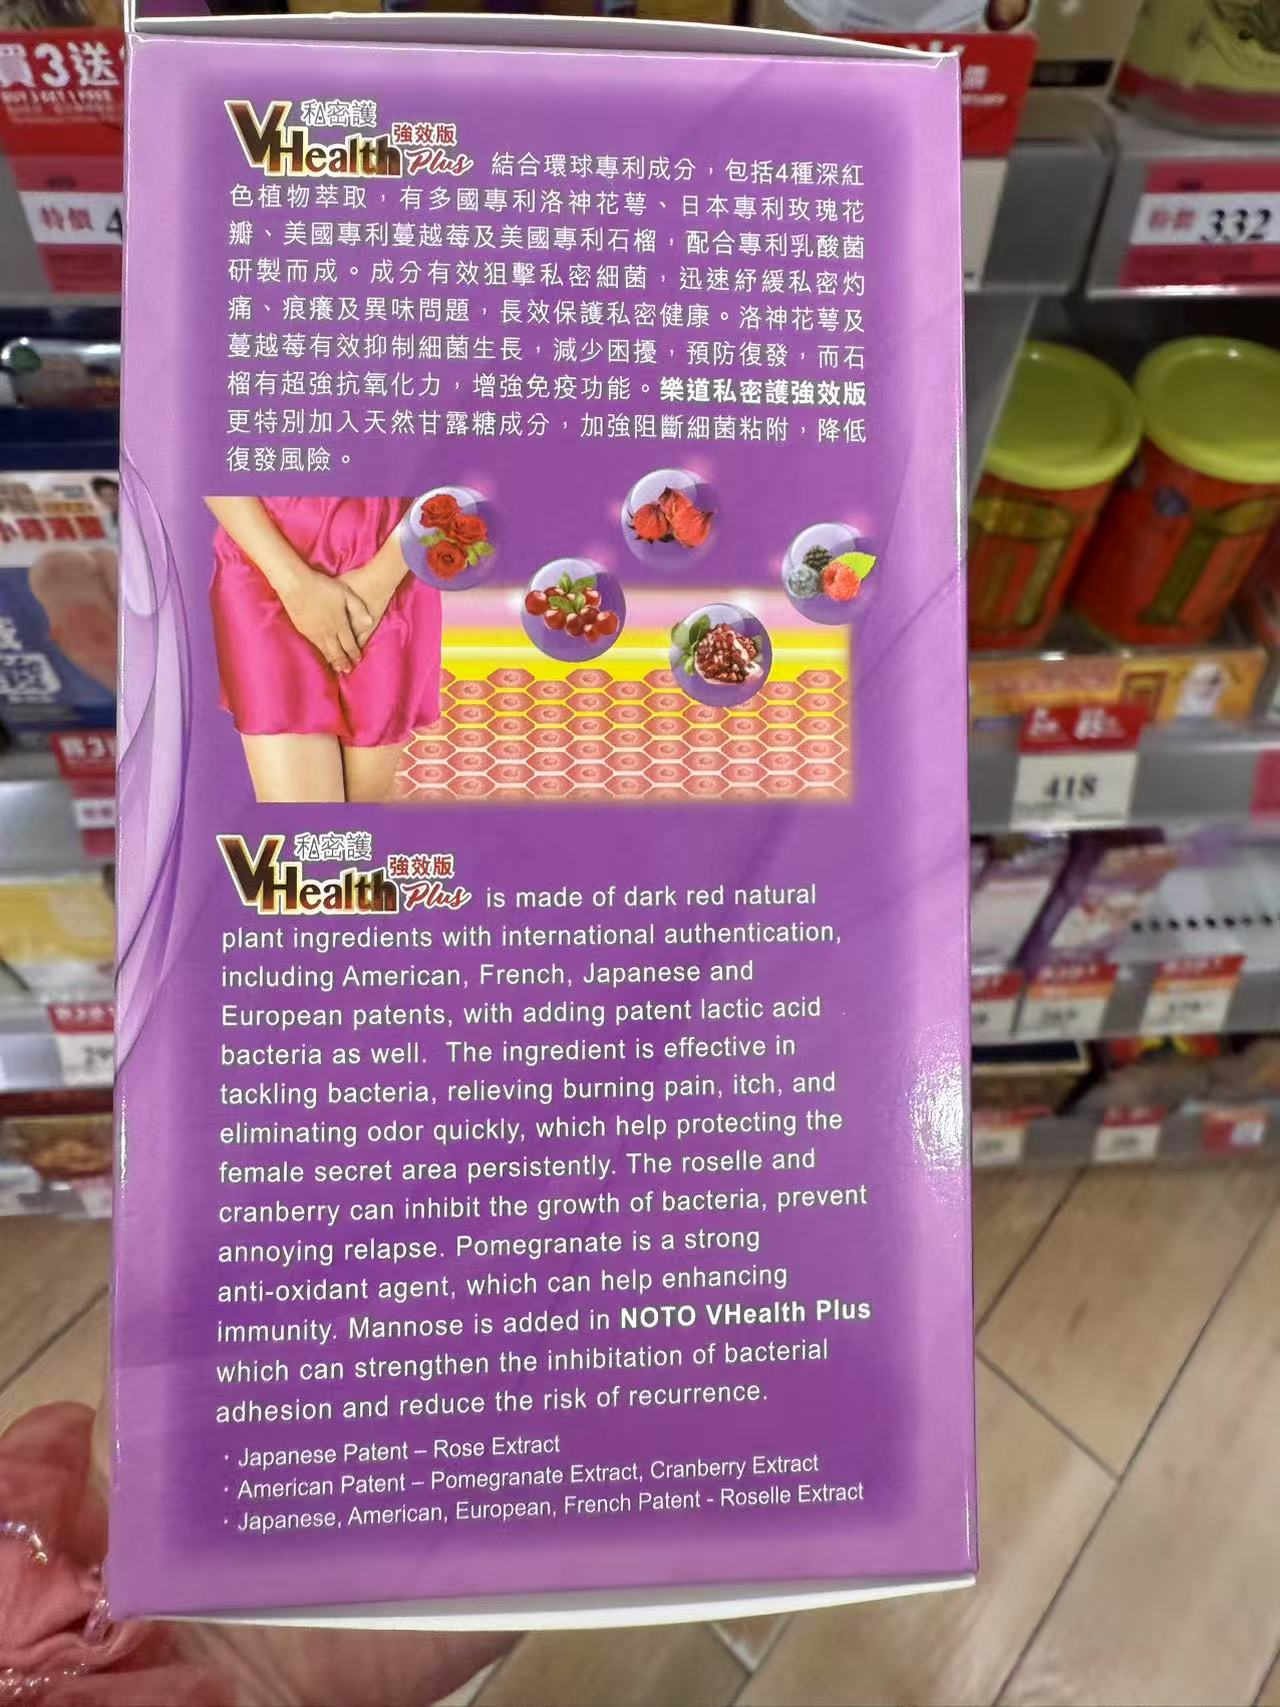 買3送
BUY 3 GET 1 FREE
特價 4
特價 332
418
私密護
VHealth Plus 強效版 結合環球專利成分，包括4種深紅
色植物萃取，有多國專利洛神花萼、日本專利玫瑰花
瓣、美國專利蔓越莓及美國專利石榴，配合專利乳酸菌
研製而成。成分有效狙擊私密細菌，迅速紓緩私密灼
痛、痕癢及異味問題，長效保護私密健康。洛神花萼及
蔓越莓有效抑制細菌生長，減少困擾，預防復發，而石
榴有超強抗氧化力，增強免疫功能。樂道私密護強效版
更特別加入天然甘露糖成分，加強阻斷細菌粘附，降低
復發風險。
私密護
VHealth Plus 強效版 is made of dark red natural
plant ingredients with international authentication,
including American, French, Japanese and
European patents, with adding patent lactic acid
bacteria as well. The ingredient is effective in
tackling bacteria, relieving burning pain, itch, and
eliminating odor quickly, which help protecting the
female secret area persistently. The roselle and
cranberry can inhibit the growth of bacteria, prevent
annoying relapse. Pomegranate is a strong
anti-oxidant agent, which can help enhancing
immunity. Mannose is added in NOTO VHealth Plus
which can strengthen the inhibitation of bacterial
adhesion and reduce the risk of recurrence.
· Japanese Patent – Rose Extract
· American Patent – Pomegranate Extract, Cranberry Extract
· Japanese, American, European, French Patent - Roselle Extract